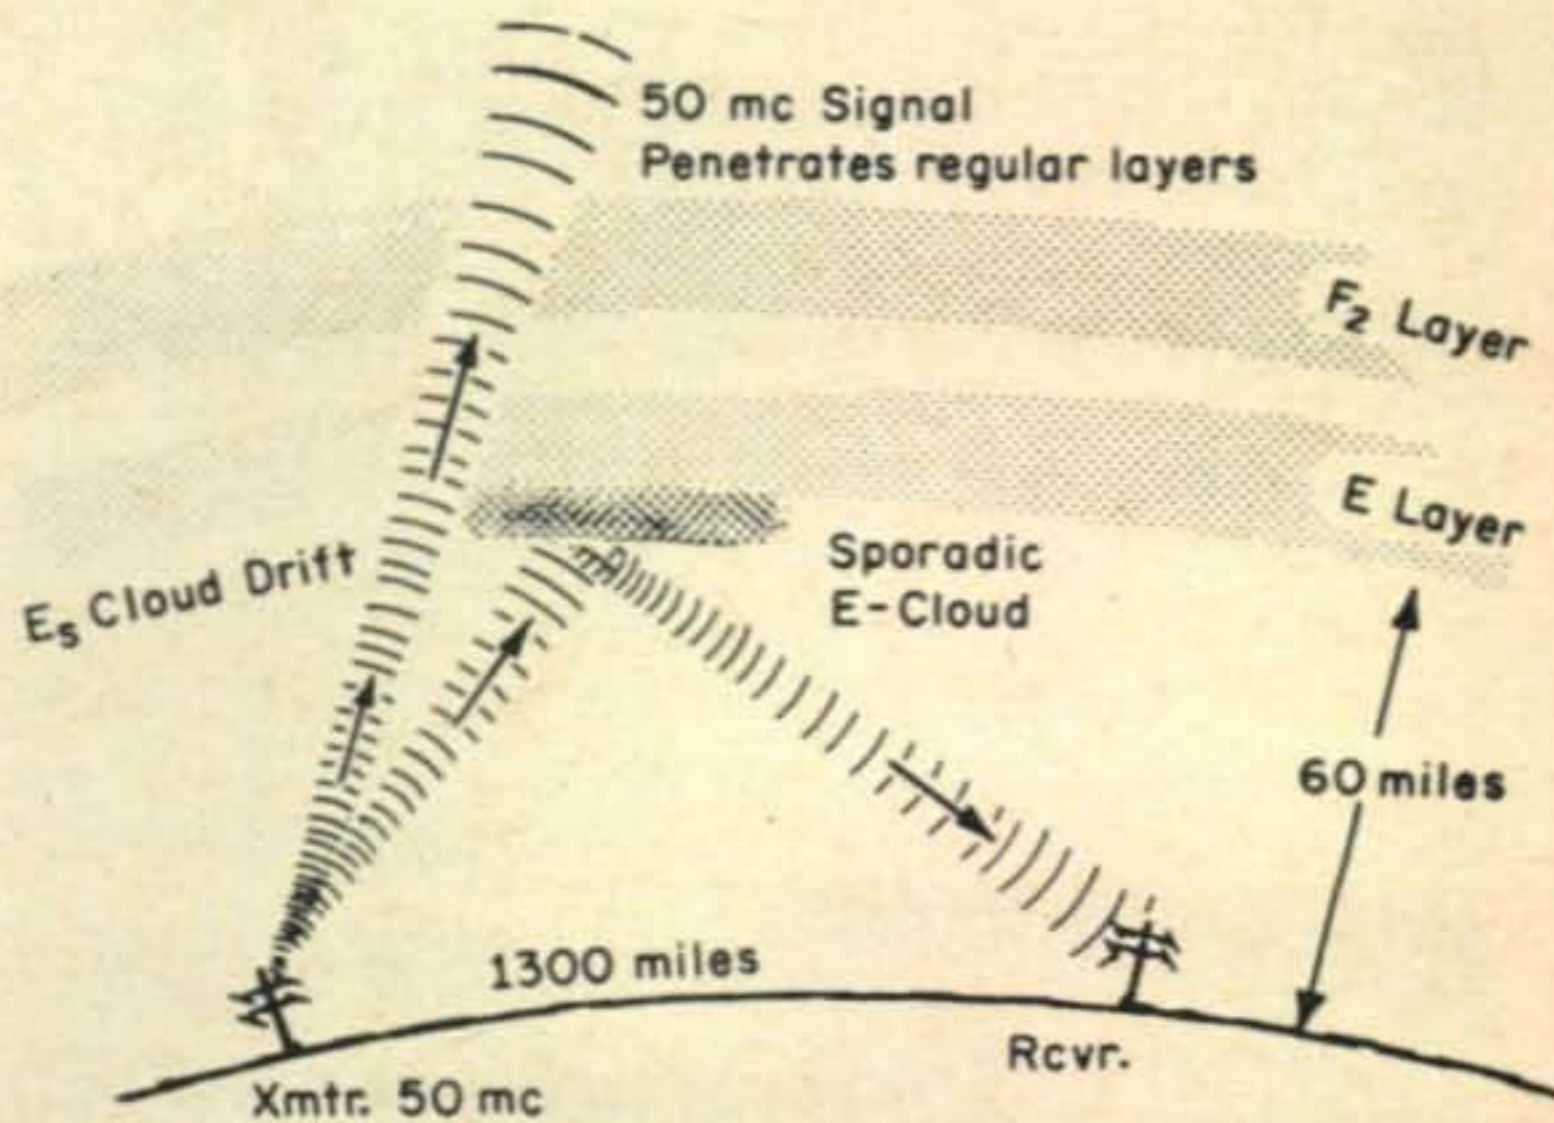 50 mc Signal
Penetrates regular layers
F₂ Layer
E Layer
Sporadic
E-Cloud
Eₛ Cloud Drift
60 miles
1300 miles
Rcvr.
Xmtr. 50 mc